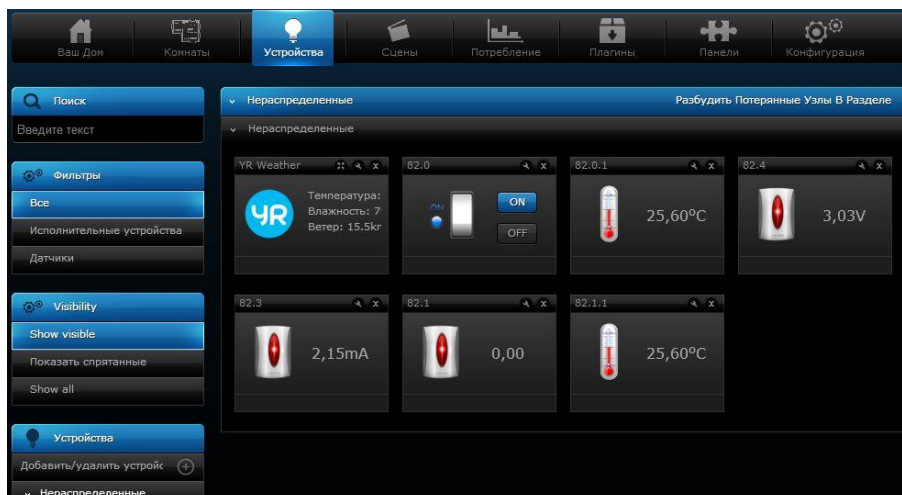 Ваш Дом
Комнаты
Устройства
Сцены
Потребление
Плагины
Панели
Конфигурация
Поиск
Введите текст
Фильтры
Все
Исполнительные устройства
Датчики
Visibility
Show visible
Показать спрятанные
Show all
Устройства
Добавить/удалить устройс
Нераспределенные
Нераспределенные
Разбудить Потерянные Узлы В Разделе
Нераспределенные
YR Weather
YR
Температура:
Влажность: 7
Ветер: 15.5kr
82.0
ON
ON
OFF
82.0.1
25,60°C
82.4
3,03V
82.3
2,15mA
82.1
0,00
82.1.1
25,60°C